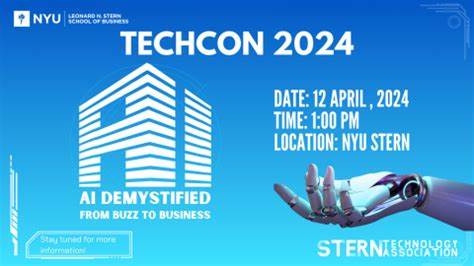 NYU
LEONARD N. STERN
SCHOOL OF BUSINESS
TECHCON 2024
AI
AI DEMYSTIFIED
FROM BUZZ TO BUSINESS
DATE: 12 APRIL , 2024
TIME: 1:00 PM
LOCATION: NYU STERN
Stay tuned for more
information!
STERN TECHNOLOGY
ASSOCIATION